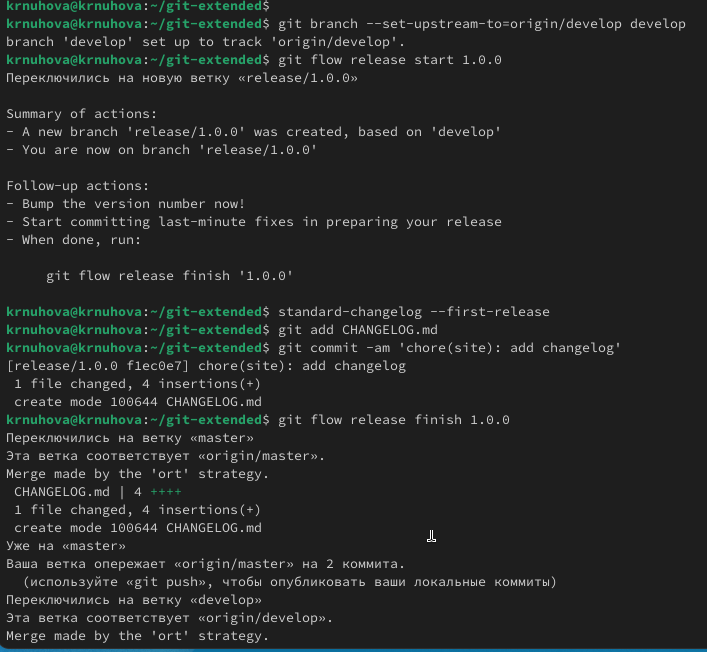 krnuhova@krnuhova:~/git-extended$
krnuhova@krnuhova:~/git-extended$ git branch --set-upstream-to=origin/develop develop
branch 'develop' set up to track 'origin/develop'.
krnuhova@krnuhova:~/git-extended$ git flow release start 1.0.0
Переключились на новую ветку «release/1.0.0»
Summary of actions:
- A new branch 'release/1.0.0' was created, based on 'develop'
- You are now on branch 'release/1.0.0'
Follow-up actions:
- Bump the version number now!
- Start committing last-minute fixes in preparing your release
- When done, run:
git flow release finish '1.0.0'
krnuhova@krnuhova:~/git-extended$ standard-changelog --first-release
krnuhova@krnuhova:~/git-extended$ git add CHANGELOG.md
krnuhova@krnuhova:~/git-extended$ git commit -am 'chore(site): add changelog'
[release/1.0.0 f1ec0e7] chore(site): add changelog
1 file changed, 4 insertions(+)
create mode 100644 CHANGELOG.md
krnuhova@krnuhova:~/git-extended$ git flow release finish 1.0.0
Переключились на ветку «master»
Эта ветка соответствует «origin/master».
Merge made by the 'ort' strategy.
CHANGELOG.md | 4 ++++
1 file changed, 4 insertions(+)
create mode 100644 CHANGELOG.md
Уже на «master»
Ваша ветка опережает «origin/master» на 2 коммита.
(используйте «git push», чтобы опубликовать ваши локальные коммиты)
Переключились на ветку «develop»
Эта ветка соответствует «origin/develop».
Merge made by the 'ort' strategy.